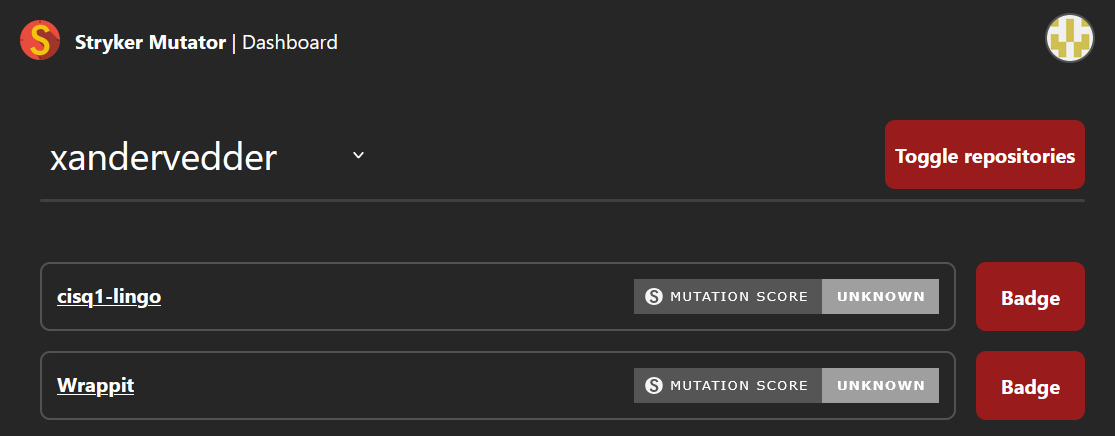 S Stryker Mutator | Dashboard
xandervedder
Toggle repositories
cisq1-lingo S MUTATION SCORE UNKNOWN Badge
Wrappit S MUTATION SCORE UNKNOWN Badge